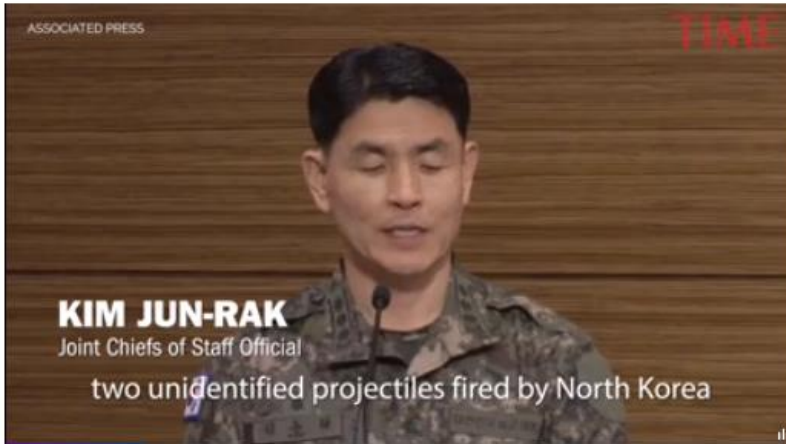 ASSOCIATED PRESS
TIME
KIM JUN-RAK
Joint Chiefs of Staff Official
two unidentified projectiles fired by North Korea